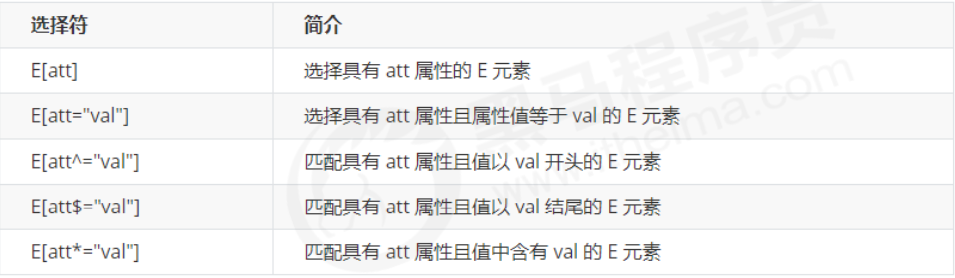 选择符 简介
E[att] 选择具有 att 属性的 E 元素
E[att="val"] 选择具有 att 属性且属性值等于 val 的 E 元素
E[att^="val"] 匹配具有 att 属性且值以 val 开头的 E 元素
E[att$="val"] 匹配具有 att 属性且值以 val 结尾的 E 元素
E[att*="val"] 匹配具有 att 属性且值中含有 val 的 E 元素
黑马程序员
www.itheima.com